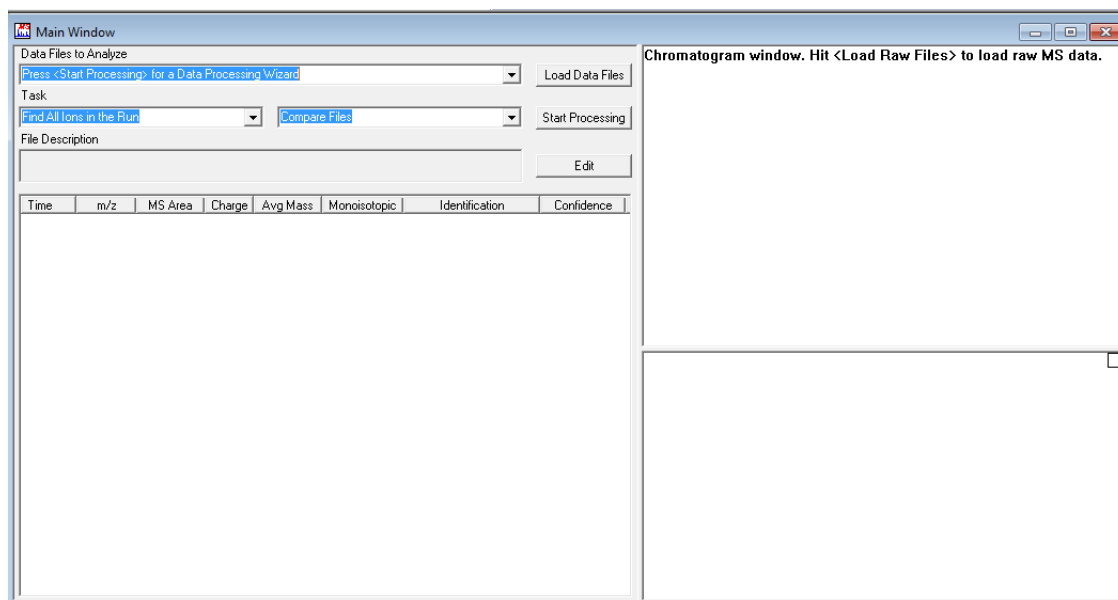 Main Window
Data Files to Analyze
Press <Start Processing> for a Data Processing Wizard
Load Data Files
Task
Find All Ions in the Run
Compare Files
Start Processing
File Description
Edit
Time m/z MS Area Charge Avg Mass Monoisotopic Identification Confidence
Chromatogram window. Hit <Load Raw Files> to load raw MS data.